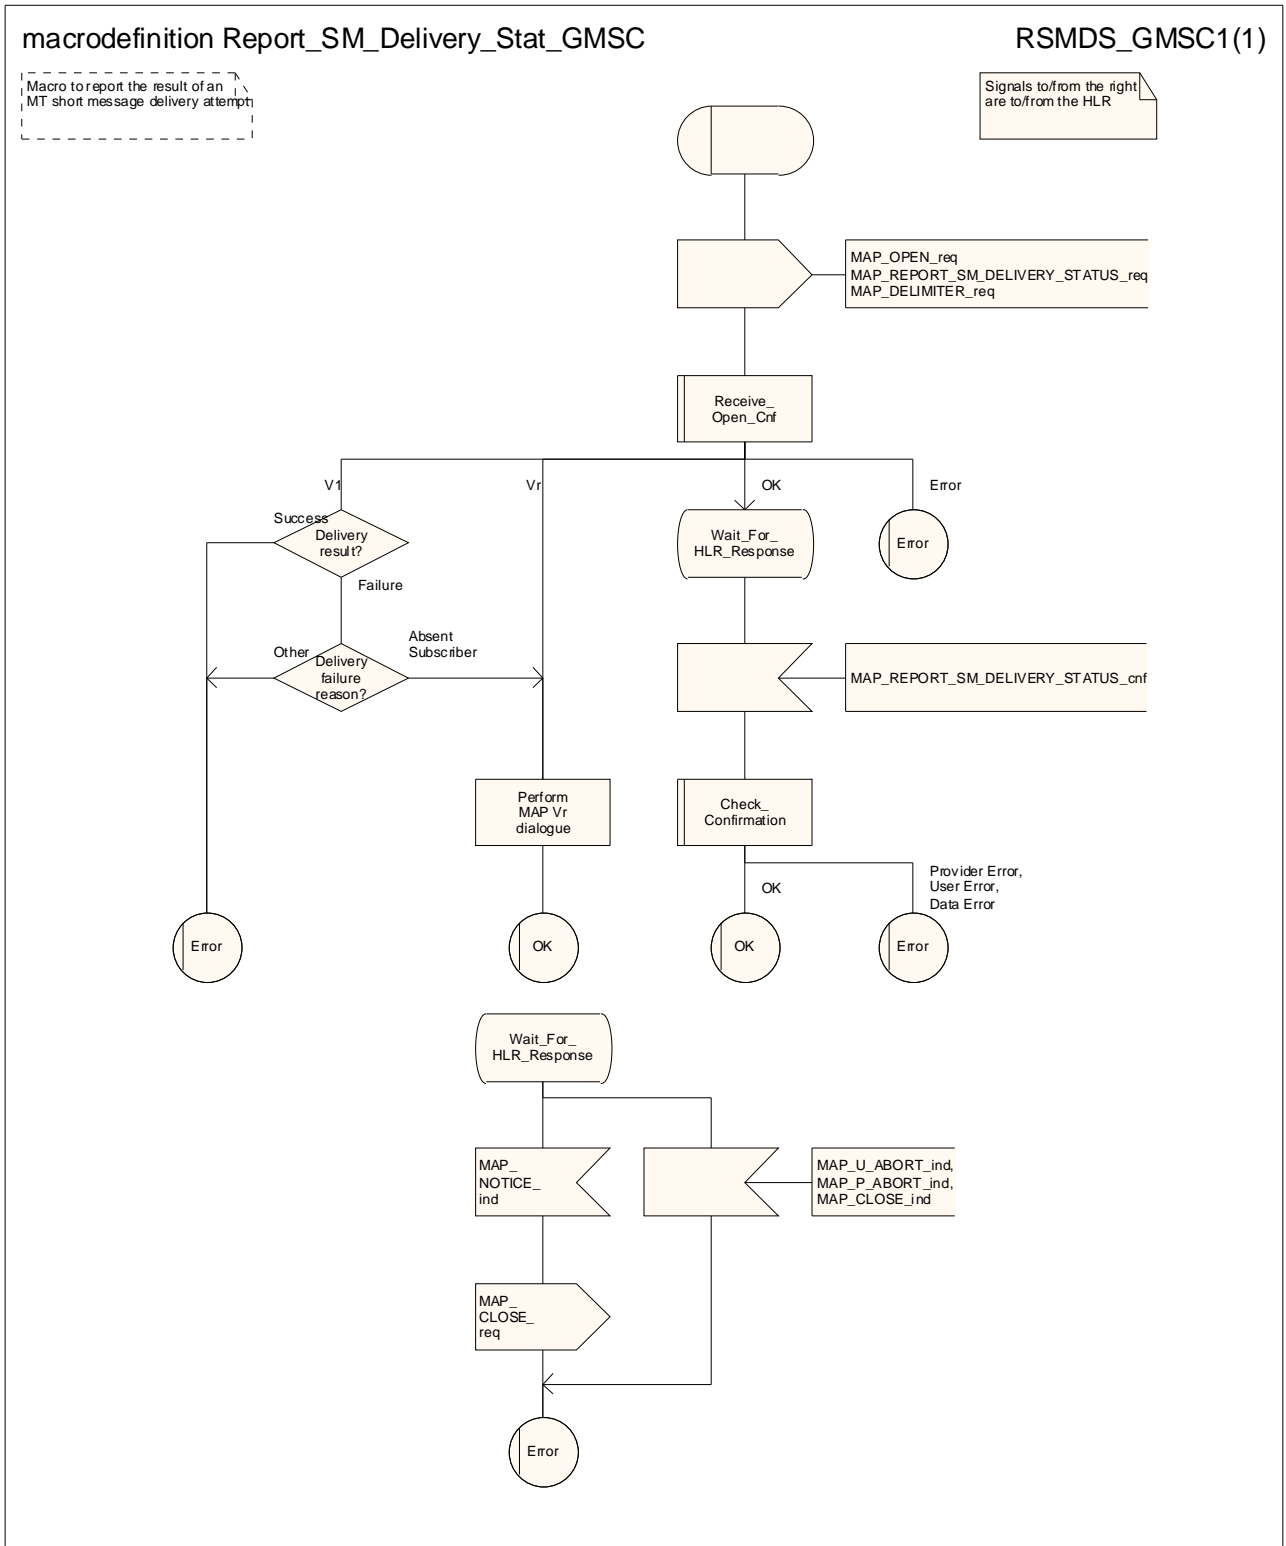 macrodefinition Report_SM_Delivery_Stat_GMSC
RSMDS_GMSC1(1)
Macro to report the result of an
MT short message delivery attempt
Signals to/from the right
are to/from the HLR
MAP_OPEN_req
MAP_REPORT_SM_DELIVERY_STATUS_req
MAP_DELIMITER_req
Receive_
Open_Cnf
V1
Vr
OK
Error
Success
Delivery
result?
Wait_For_
HLR_Response
Error
Failure
Other
Delivery
failure
reason?
Absent
Subscriber
MAP_REPORT_SM_DELIVERY_STATUS_cnf
Perform
MAP Vr
dialogue
Check_
Confirmation
OK
Provider Error,
User Error,
Data Error
Error
OK
OK
Error
Wait_For_
HLR_Response
MAP_
NOTICE_
ind
MAP_U_ABORT_ind,
MAP_P_ABORT_ind,
MAP_CLOSE_ind
MAP_
CLOSE_
req
Error